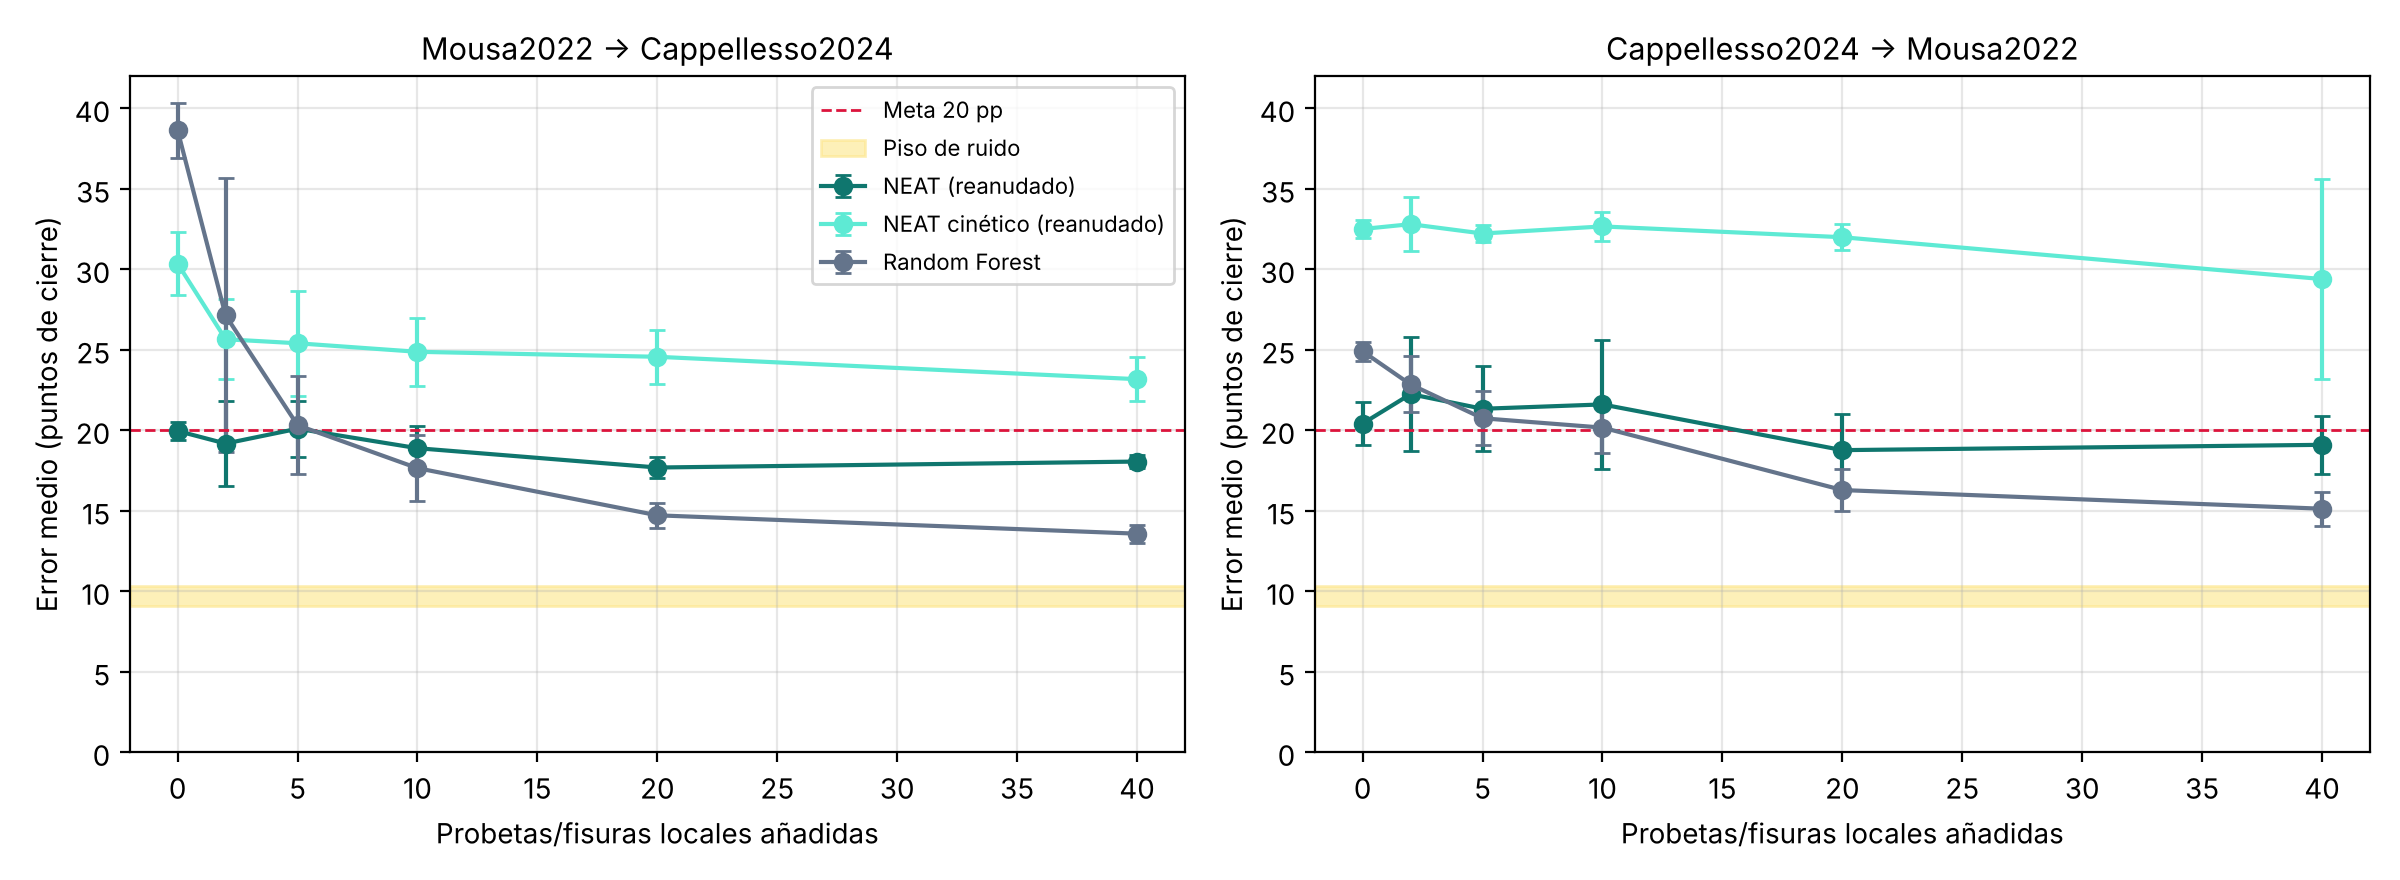 Mousa2022 → Cappellesso2024
Error medio (puntos de cierre)
40
35
30
25
20
15
10
5
0
Meta 20 pp
Piso de ruido
NEAT (reanudado)
NEAT cinético (reanudado)
Random Forest
0 5 10 15 20 25 30 35 40
Probetas/fisuras locales añadidas
Cappellesso2024 → Mousa2022
Error medio (puntos de cierre)
40
35
30
25
20
15
10
5
0
0 5 10 15 20 25 30 35 40
Probetas/fisuras locales añadidas